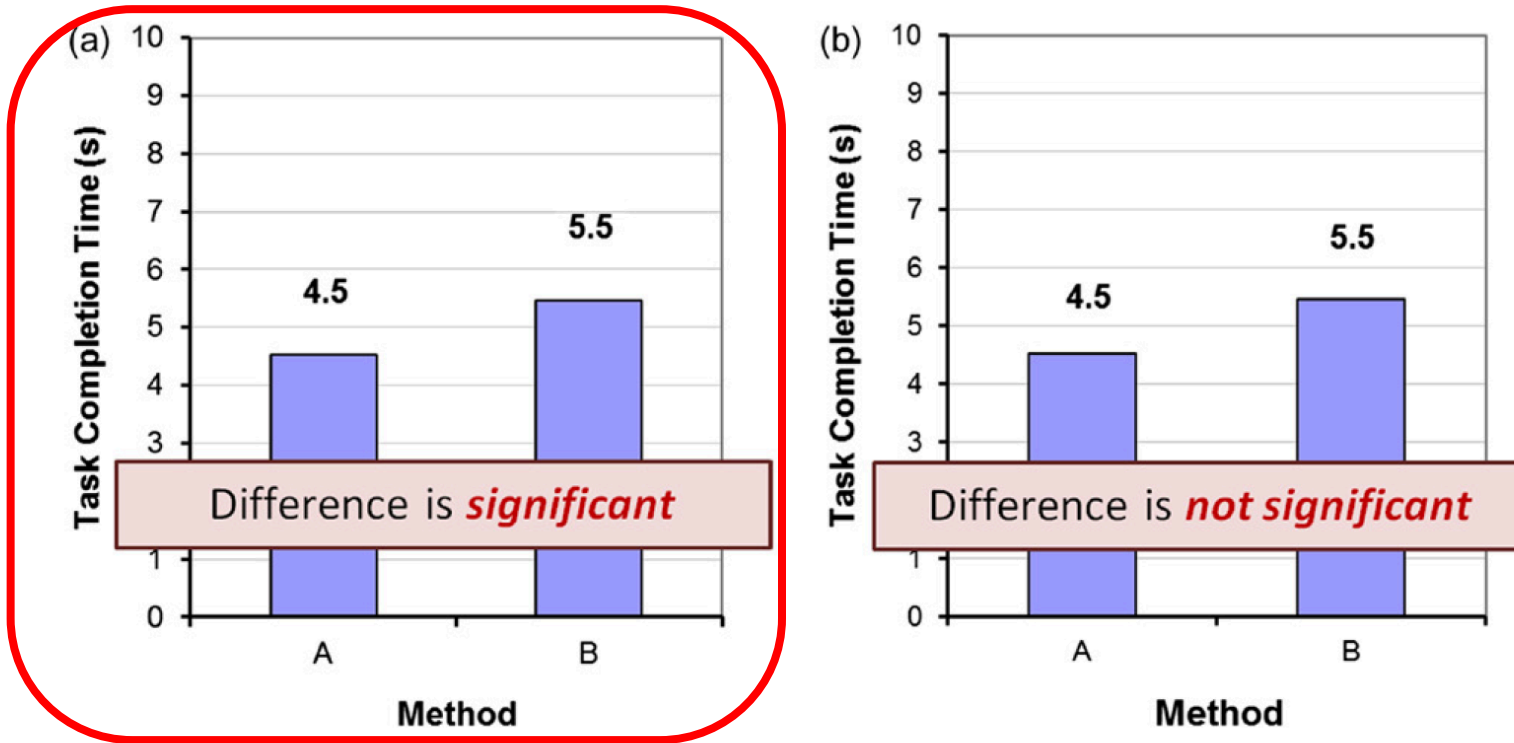 (a)
Task Completion Time (s)
10
9
8
7
6
5
4
3
1
0
4.5
5.5
Difference is significant
A
B
Method
(b)
Task Completion Time (s)
10
9
8
7
6
5
4
3
1
0
4.5
5.5
Difference is not significant
A
B
Method